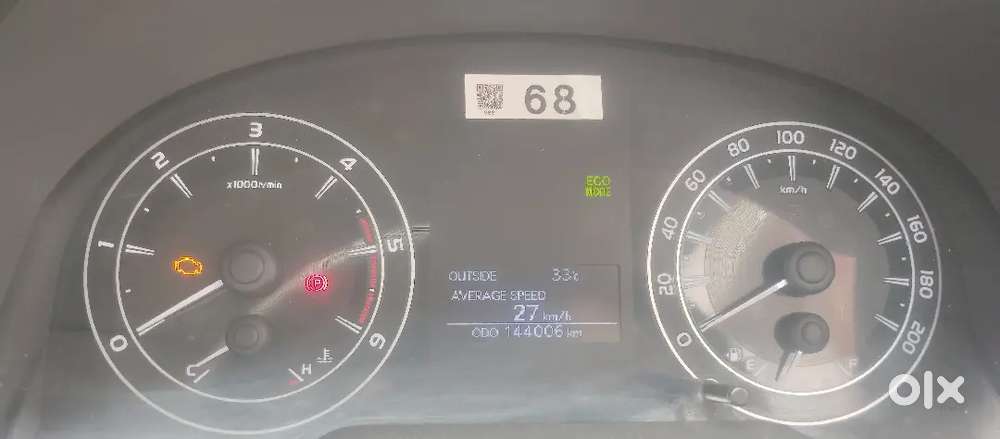 68
0 1 2 3 4 5 6
x1000r/min
P
H
ECO
MODE
OUTSIDE 33℃
AVERAGE SPEED
27 km/h
ODO 144006 km
0 20 40 60 80 100 120 140 160 180 200
km/h
E F
OLX